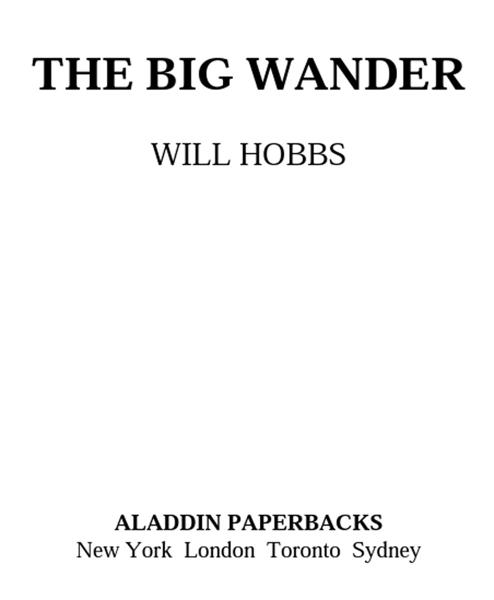 THE BIG WANDER
WILL HOBBS
ALADDIN PAPERBACKS
New York London Toronto Sydney